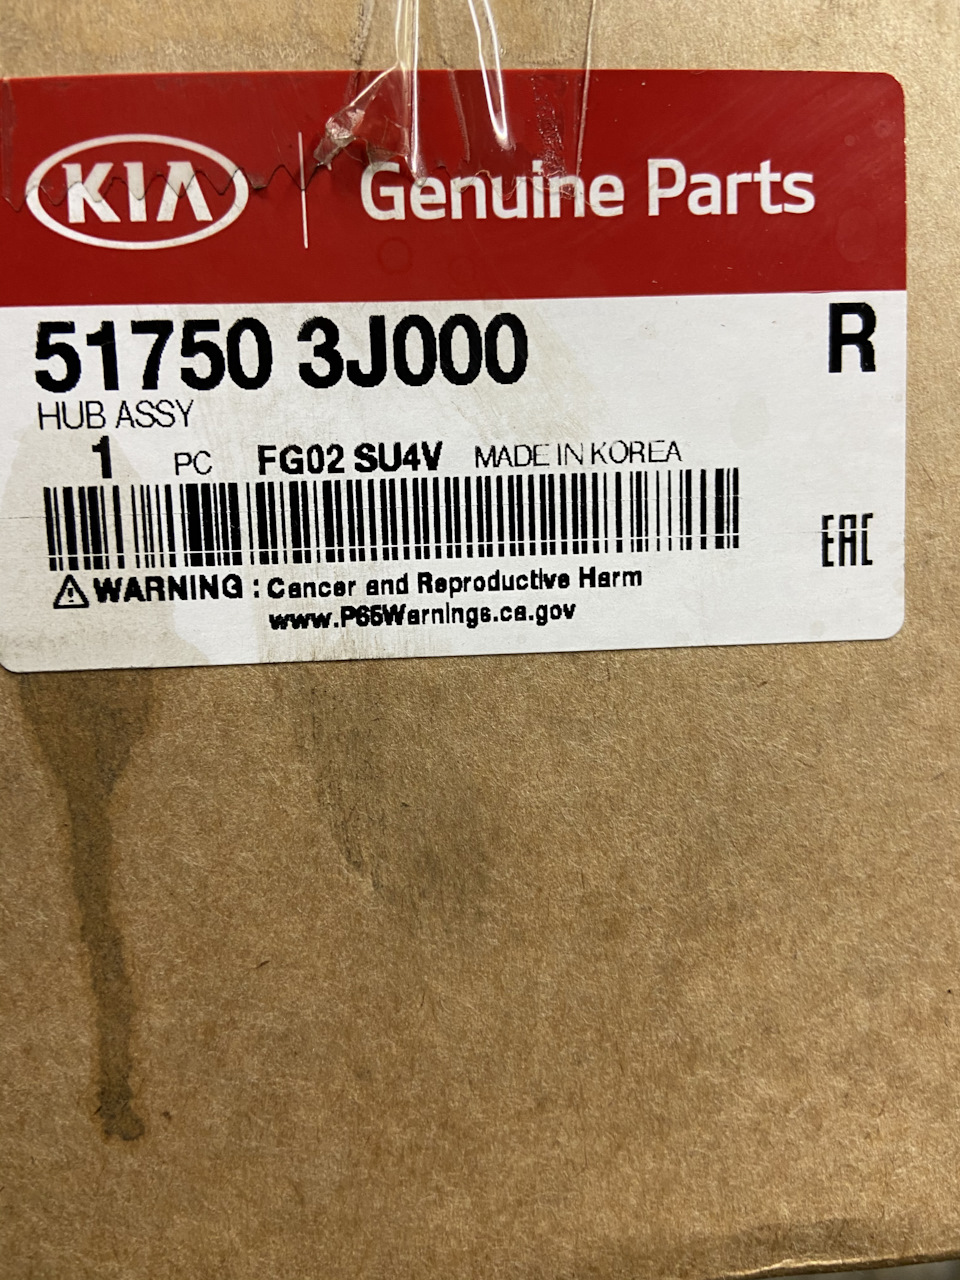 KIA Genuine Parts
51750 3J000 R
HUB ASSY
1 PC FG02 SU4V MADE IN KOREA
EAC
WARNING : Cancer and Reproductive Harm
www.P65Warnings.ca.gov